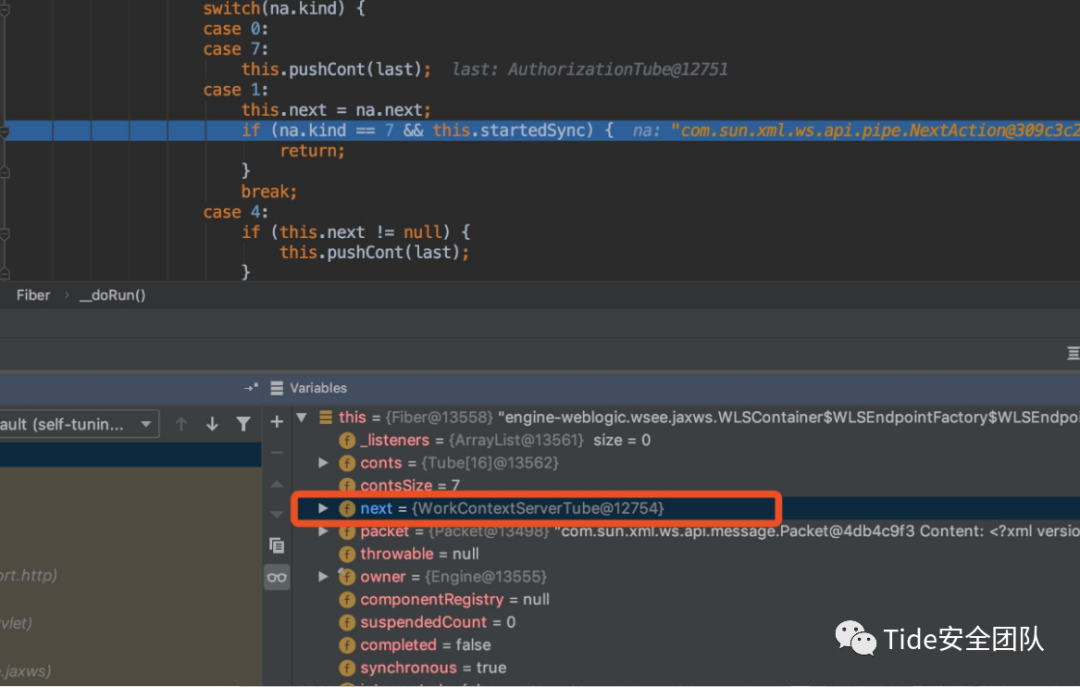 switch(na.kind) {
case 0:
case 7:
this.pushCont(last);  last: AuthorizationTube@12751
case 1:
this.next = na.next;
if (na.kind == 7 && this.startedSync) {  na: "com.sun.xml.ws.api.pipe.NextAction@309c3c2
return;
}
break;
case 4:
if (this.next != null) {
this.pushCont(last);
}
Fiber › __doRun()
Variables
ault (self-tunin...
this = {Fiber@13558} "engine-weblogic.wsee.jaxws.WLSContainer$WLSEndpointFactory$WLSEndpoi
_listeners = {ArrayList@13561} size = 0
conts = {Tube[16]@13562}
contsSize = 7
next = {WorkContextServerTube@12754}
packet = {Packet@13498} "com.sun.xml.ws.api.message.Packet@4db4c9f3 Content: <?xml versio
throwable = null
ort.http)
owner = {Engine@13555}
componentRegistry = null
vlet)
suspendedCount = 0
completed = false
.jaxws)
synchronous = true
Tide安全团队